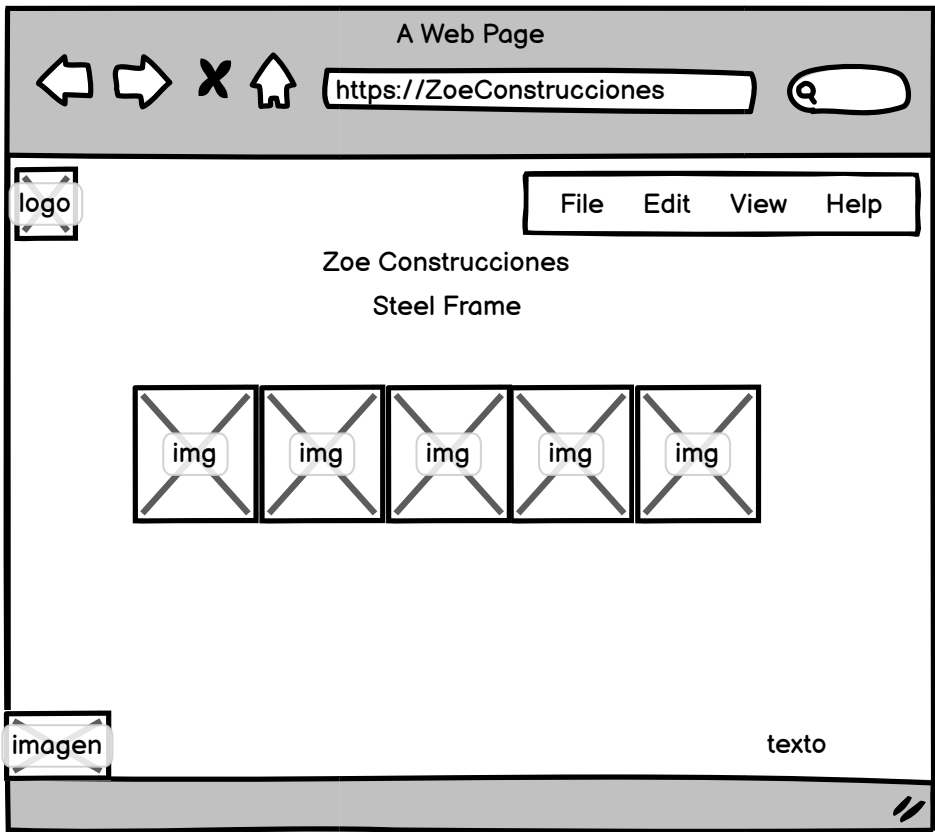 A Web Page
https://ZoeConstrucciones
logo
File Edit View Help
Zoe Construcciones
Steel Frame
img img img img img
imagen
texto